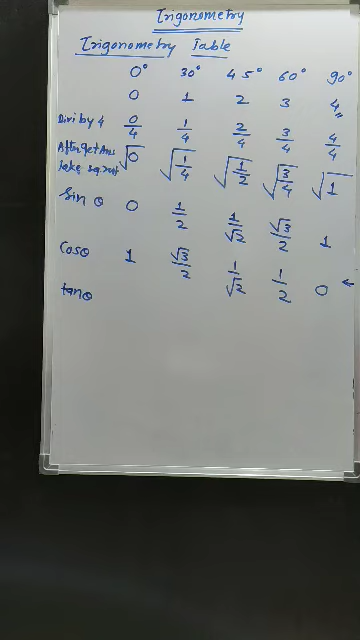 Trigonometry
Trigonometry Table
0° 30° 45° 60° 90°
0 1 2 3 4
Divi by 4 0/4 1/4 2/4 3/4 4/4
After get Ans take sq. root √0 √1/4 √1/2 √3/4 √1
Sin θ 0 1/2 1/√2 √3/2 1
Cosθ 1 √3/2 1/√2 1/2 0 ←
tanθ